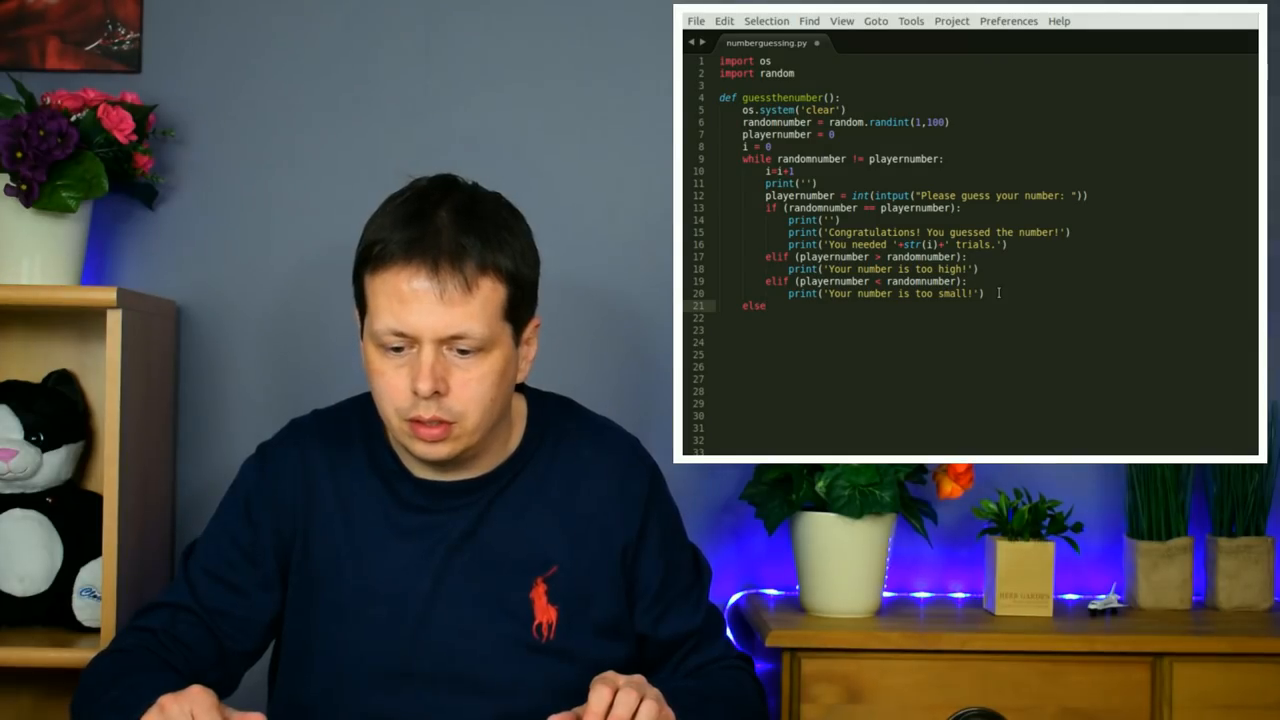 File Edit Selection Find View Goto Tools Project Preferences Help
numberguessing.py
1 import os
2 import random
3
4 def guessthenumber():
5 os.system('clear')
6 randomnumber = random.randint(1,100)
7 playernumber = 0
8 i = 0
9 while randomnumber != playernumber:
10 i=i+1
11 print('')
12 playernumber = int(intput("Please guess your number: "))
13 if (randomnumber == playernumber):
14 print('')
15 print('Congratulations! You guessed the number!')
16 print('You needed '+str(i)+' trials.')
17 elif (playernumber > randomnumber):
18 print('Your number is too high!')
19 elif (playernumber < randomnumber):
20 print('Your number is too small!')
21 else
22
23
24
25
26
27
28
29
30
31
32
33
HERB GARDEN